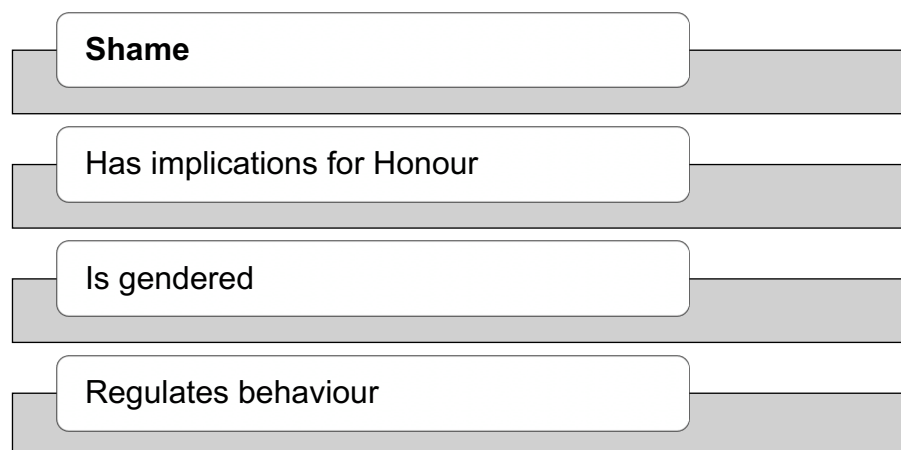 Shame
Has implications for Honour
Is gendered
Regulates behaviour